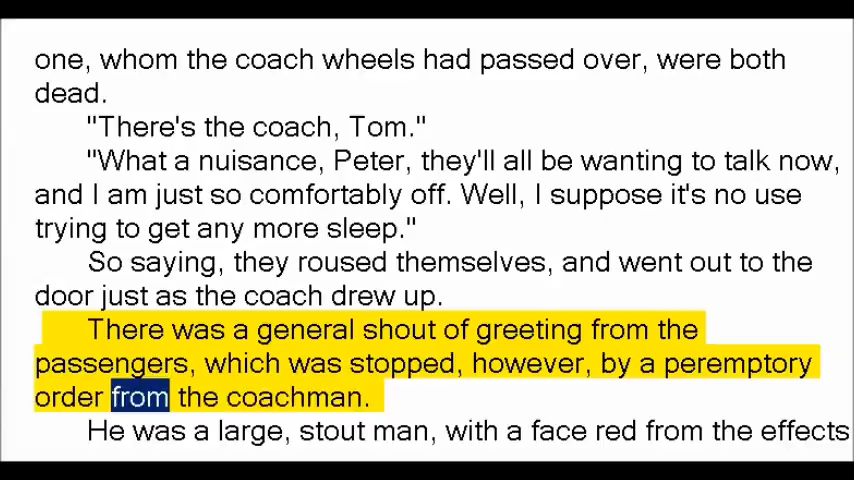 one, whom the coach wheels had passed over, were both
dead.
"There's the coach, Tom."
"What a nuisance, Peter, they'll all be wanting to talk now,
and I am just so comfortably off. Well, I suppose it's no use
trying to get any more sleep."
So saying, they roused themselves, and went out to the
door just as the coach drew up.
There was a general shout of greeting from the
passengers, which was stopped, however, by a peremptory
order from the coachman.
He was a large, stout man, with a face red from the effects